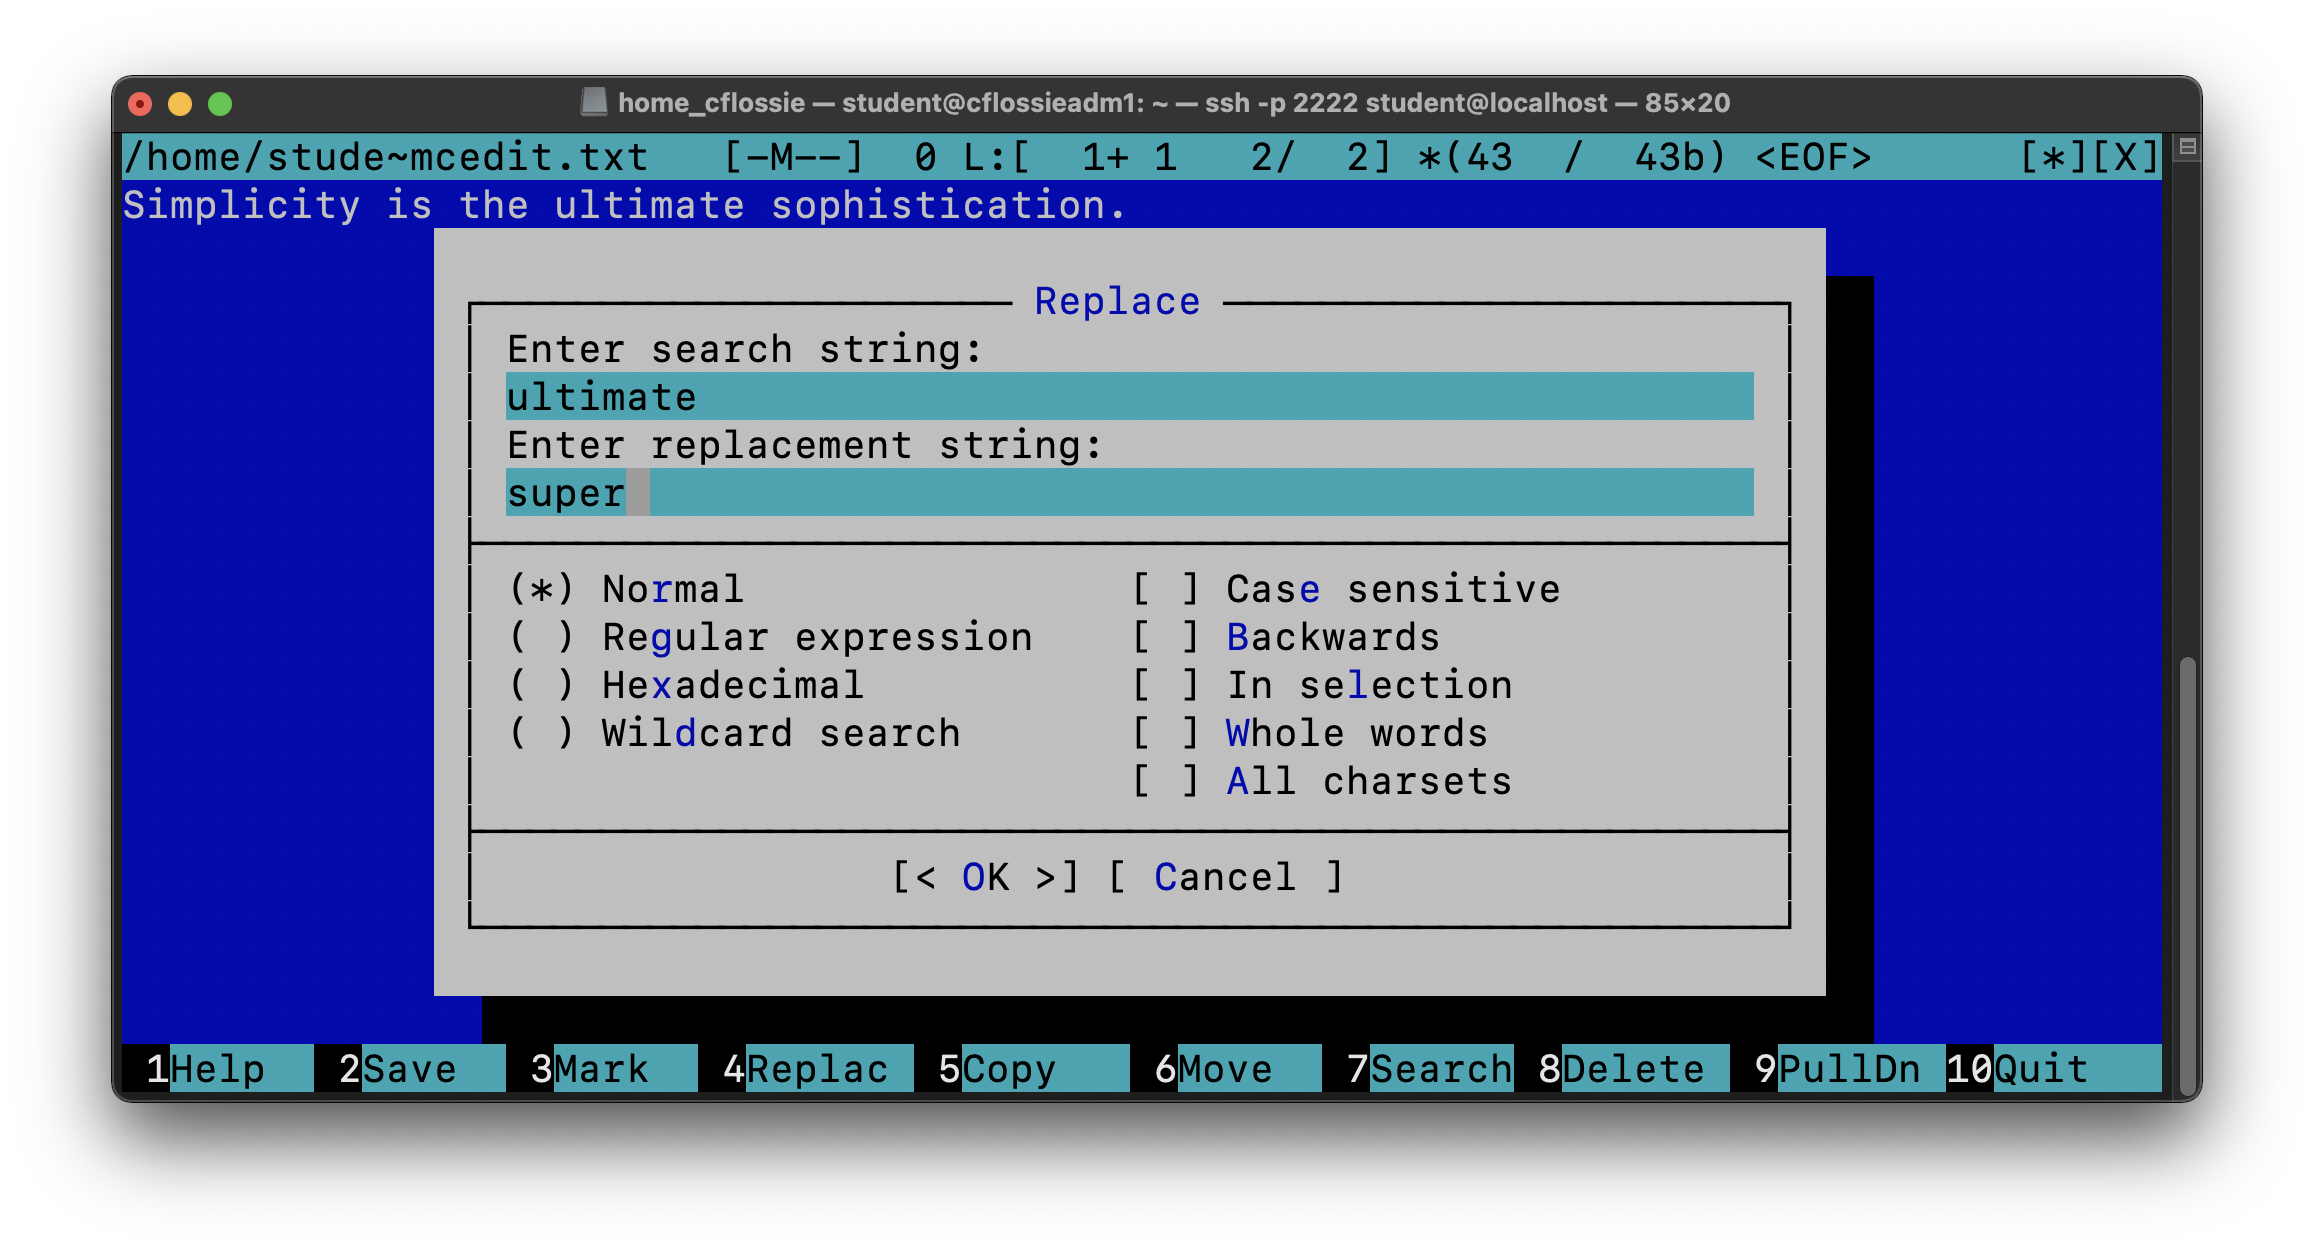 home_cflossie — student@cflossieadm1: ~ — ssh -p 2222 student@localhost — 85×20
/home/stude~mcedit.txt [-M--] 0 L:[ 1+ 1 2/ 2] *(43 / 43b) <EOF> [*][X]
Simplicity is the ultimate sophistication.
Replace
Enter search string:
ultimate
Enter replacement string:
super
(*) Normal [ ] Case sensitive
( ) Regular expression [ ] Backwards
( ) Hexadecimal [ ] In selection
( ) Wildcard search [ ] Whole words
[ ] All charsets
[< OK >] [ Cancel ]
1Help 2Save 3Mark 4Replac 5Copy 6Move 7Search 8Delete 9PullDn 10Quit